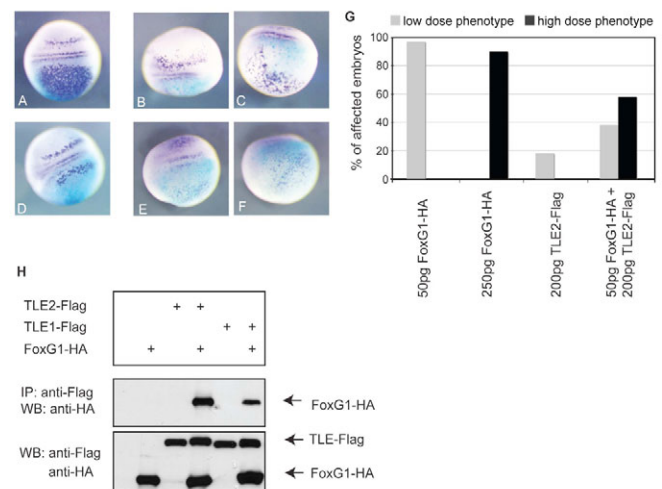 A
B
C
D
E
F
G
low dose phenotype
high dose phenotype
% of affected embryos
100
80
60
40
20
0
50pg FoxG1-HA
250pg FoxG1-HA
200pg TLE2-Flag
50pg FoxG1-HA +
200pg TLE2-Flag
H
TLE2-Flag + +
TLE1-Flag + +
FoxG1-HA + + +
IP: anti-Flag
WB: anti-HA
FoxG1-HA
WB: anti-Flag
anti-HA
TLE-Flag
FoxG1-HA